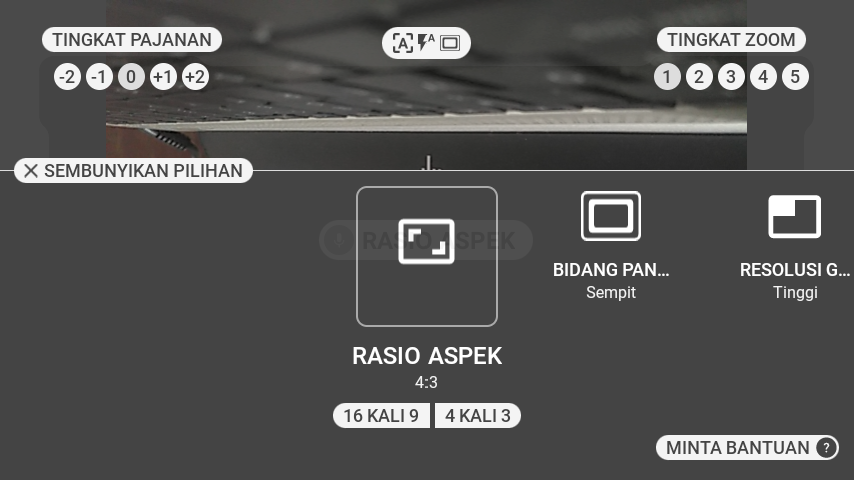 TINGKAT PAJANAN
A
A
TINGKAT ZOOM
-2 -1 0 +1 +2
1 2 3 4 5
SEMBUNYIKAN PILIHAN
RASIO ASPEK
BIDANG PAN...
Sempit
RESOLUSI G...
Tinggi
RASIO ASPEK
4:3
16 KALI 9
4 KALI 3
MINTA BANTUAN ?